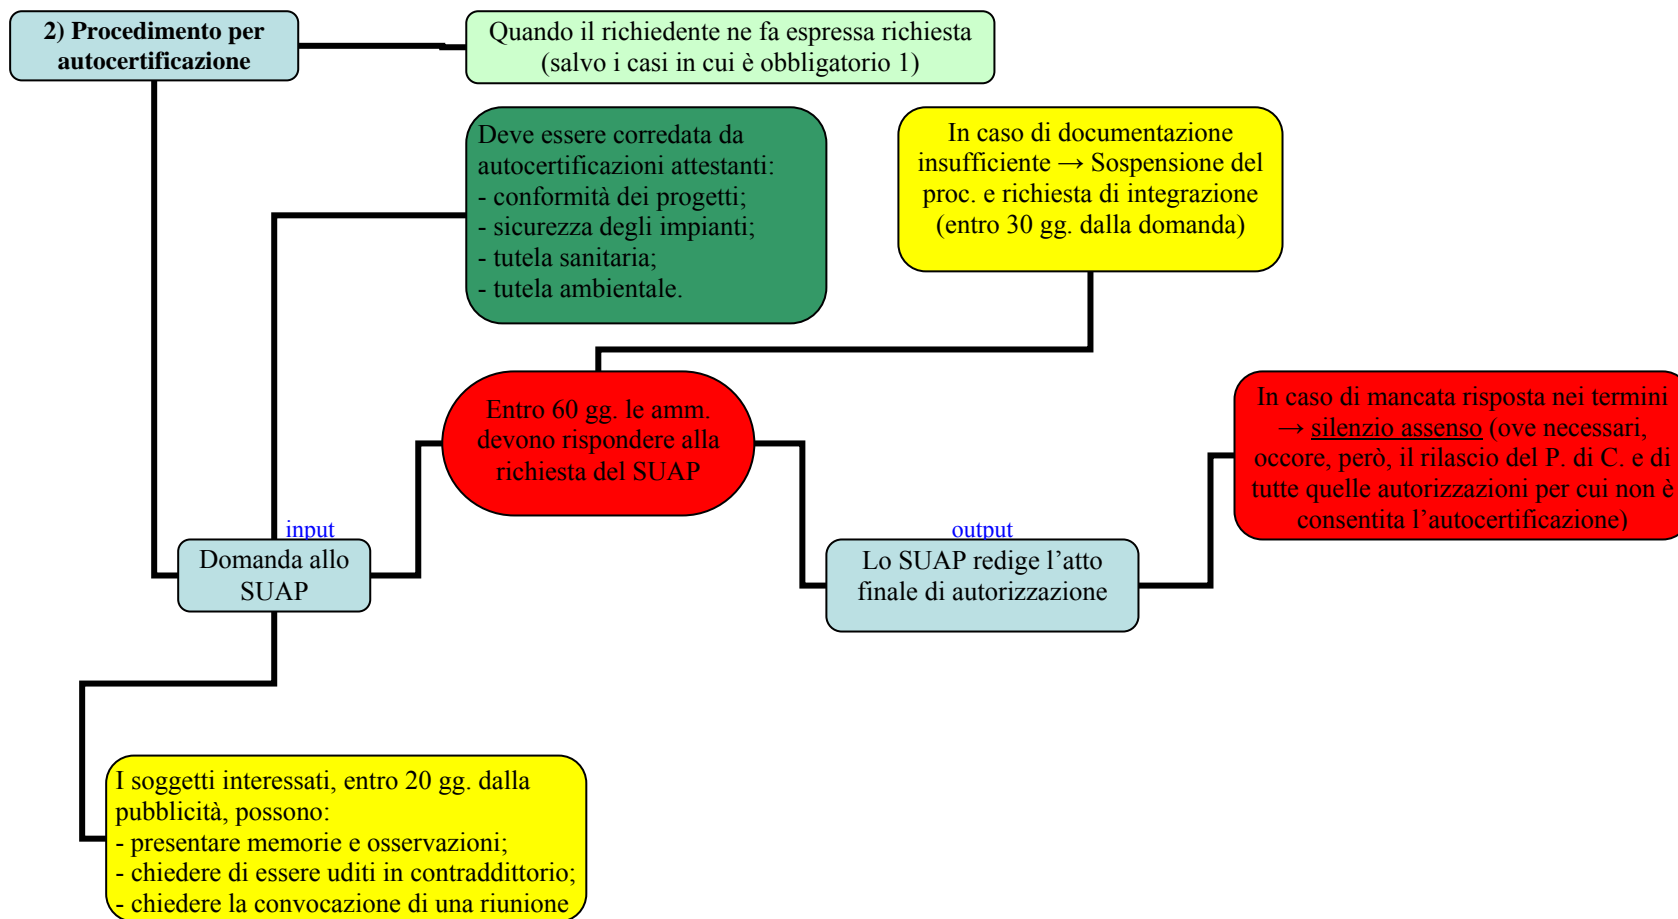 2) Procedimento per
autocertificazione
Quando il richiedente ne fa espressa richiesta
(salvo i casi in cui è obbligatorio 1)
Deve essere corredata da
autocertificazioni attestanti:
- conformità dei progetti;
- sicurezza degli impianti;
- tutela sanitaria;
- tutela ambientale.
In caso di documentazione
insufficiente → Sospensione del
proc. e richiesta di integrazione
(entro 30 gg. dalla domanda)
Entro 60 gg. le amm.
devono rispondere alla
richiesta del SUAP
In caso di mancata risposta nei termini
→ silenzio assenso (ove necessari,
occore, però, il rilascio del P. di C. e di
tutte quelle autorizzazioni per cui non è
consentita l’autocertificazione)
input
Domanda allo
SUAP
output
Lo SUAP redige l’atto
finale di autorizzazione
I soggetti interessati, entro 20 gg. dalla
pubblicità, possono:
- presentare memorie e osservazioni;
- chiedere di essere uditi in contraddittorio;
- chiedere la convocazione di una riunione